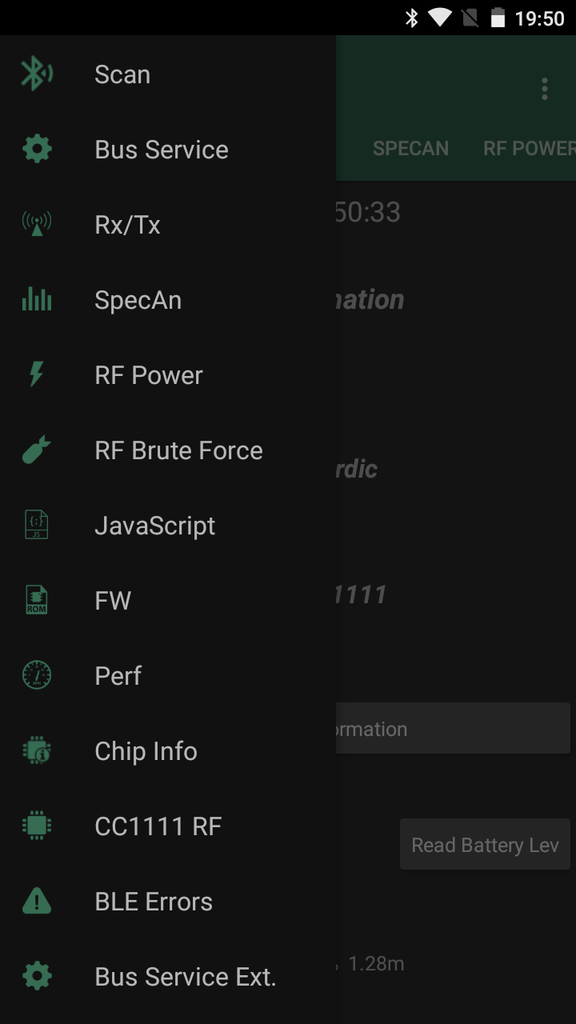 19:50
Scan
Bus Service
SPECAN RF POWER
Rx/Tx
50:33
SpecAn
mation
RF Power
RF Brute Force
rdic
JavaScript
{;}
JS
FW
ROM
1111
Perf
Chip Info
ormation
CC1111 RF
Read Battery Lev
BLE Errors
Bus Service Ext.
1.28m